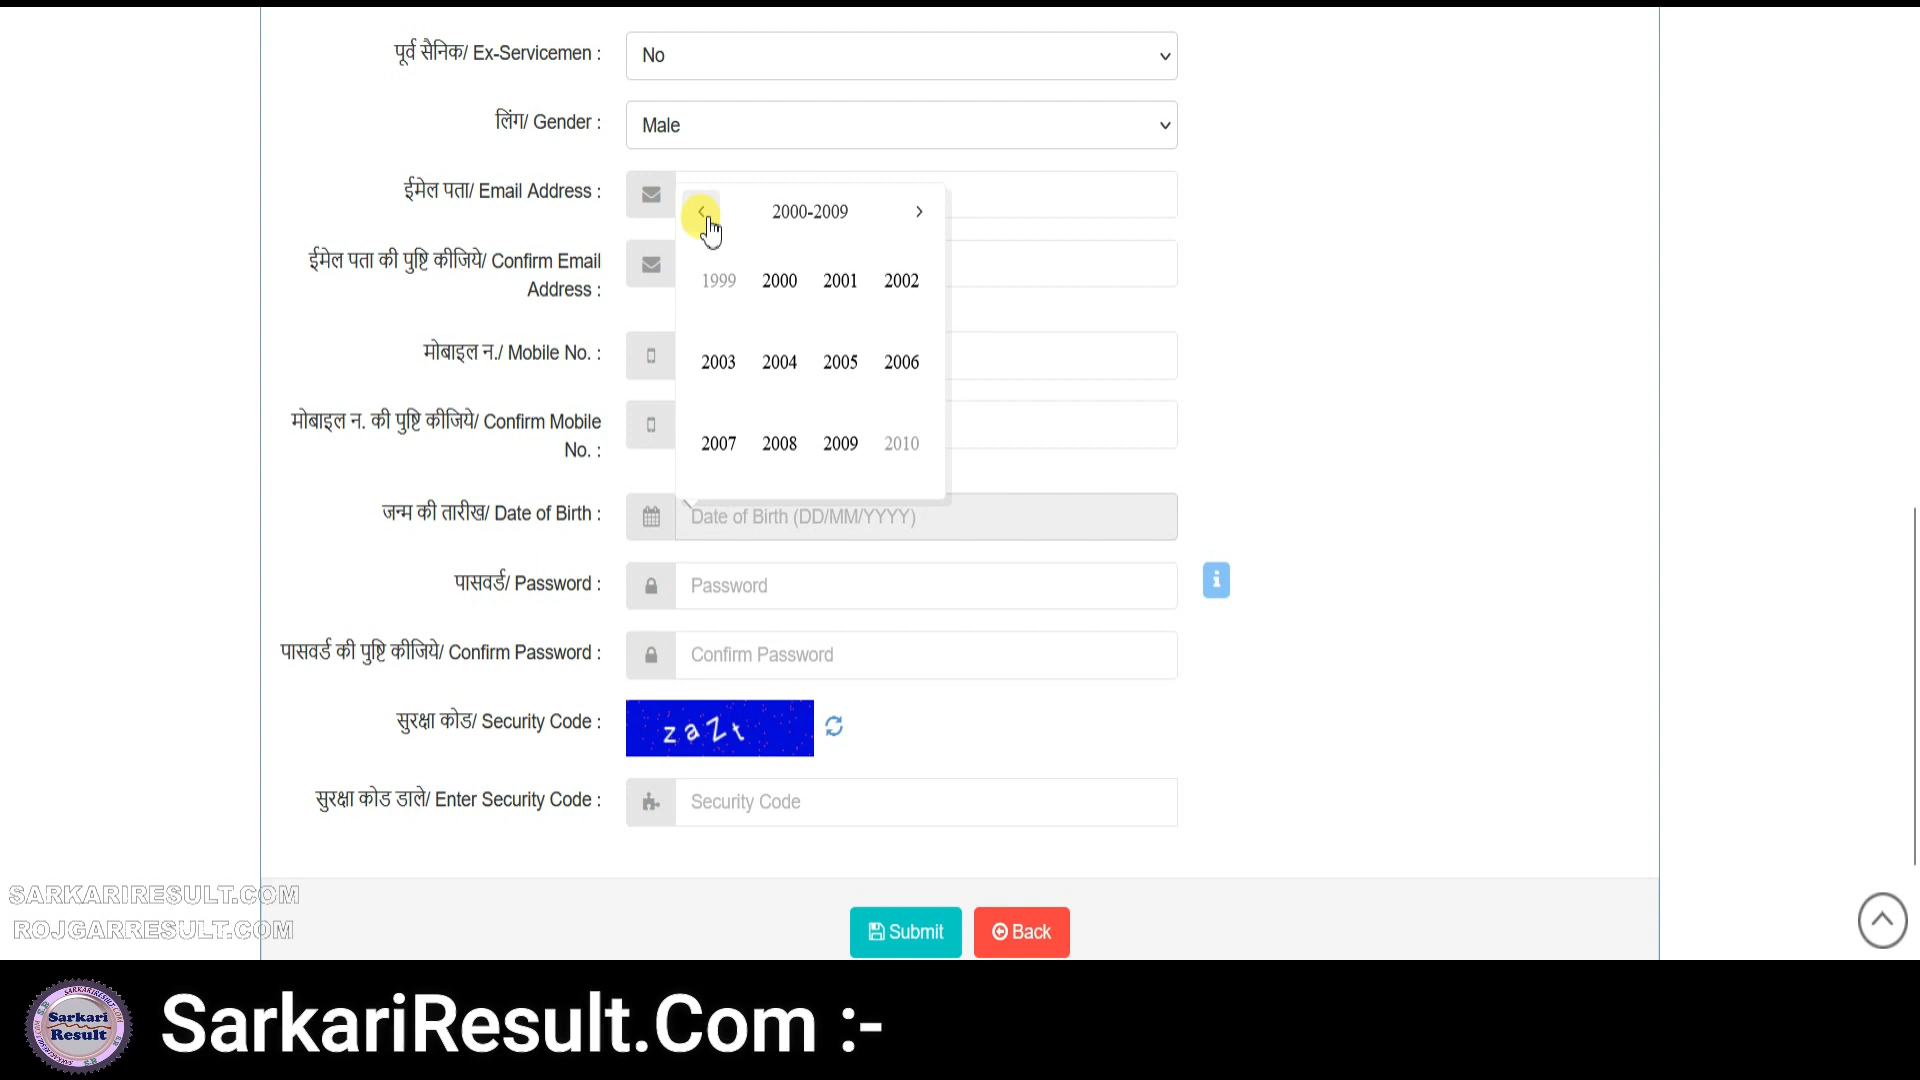 पूर्व सैनिक/ Ex-Servicemen :
No
लिंग/ Gender :
Male
ईमेल पता/ Email Address :
2000-2009
ईमेल पता की पुष्टि कीजिये/ Confirm Email
Address :
1999 2000 2001 2002
मोबाइल न./ Mobile No. :
2003 2004 2005 2006
मोबाइल न. की पुष्टि कीजिये/ Confirm Mobile
No. :
2007 2008 2009 2010
जन्म की तारीख/ Date of Birth :
Date of Birth (DD/MM/YYYY)
पासवर्ड/ Password :
Password
पासवर्ड की पुष्टि कीजिये/ Confirm Password :
Confirm Password
सुरक्षा कोड/ Security Code :
zaZt
सुरक्षा कोड डाले/ Enter Security Code :
Security Code
SARKARIRESULT.COM
ROJGARRESULT.COM
Submit
Back
Sarkari
Result
SarkariResult.Com :-